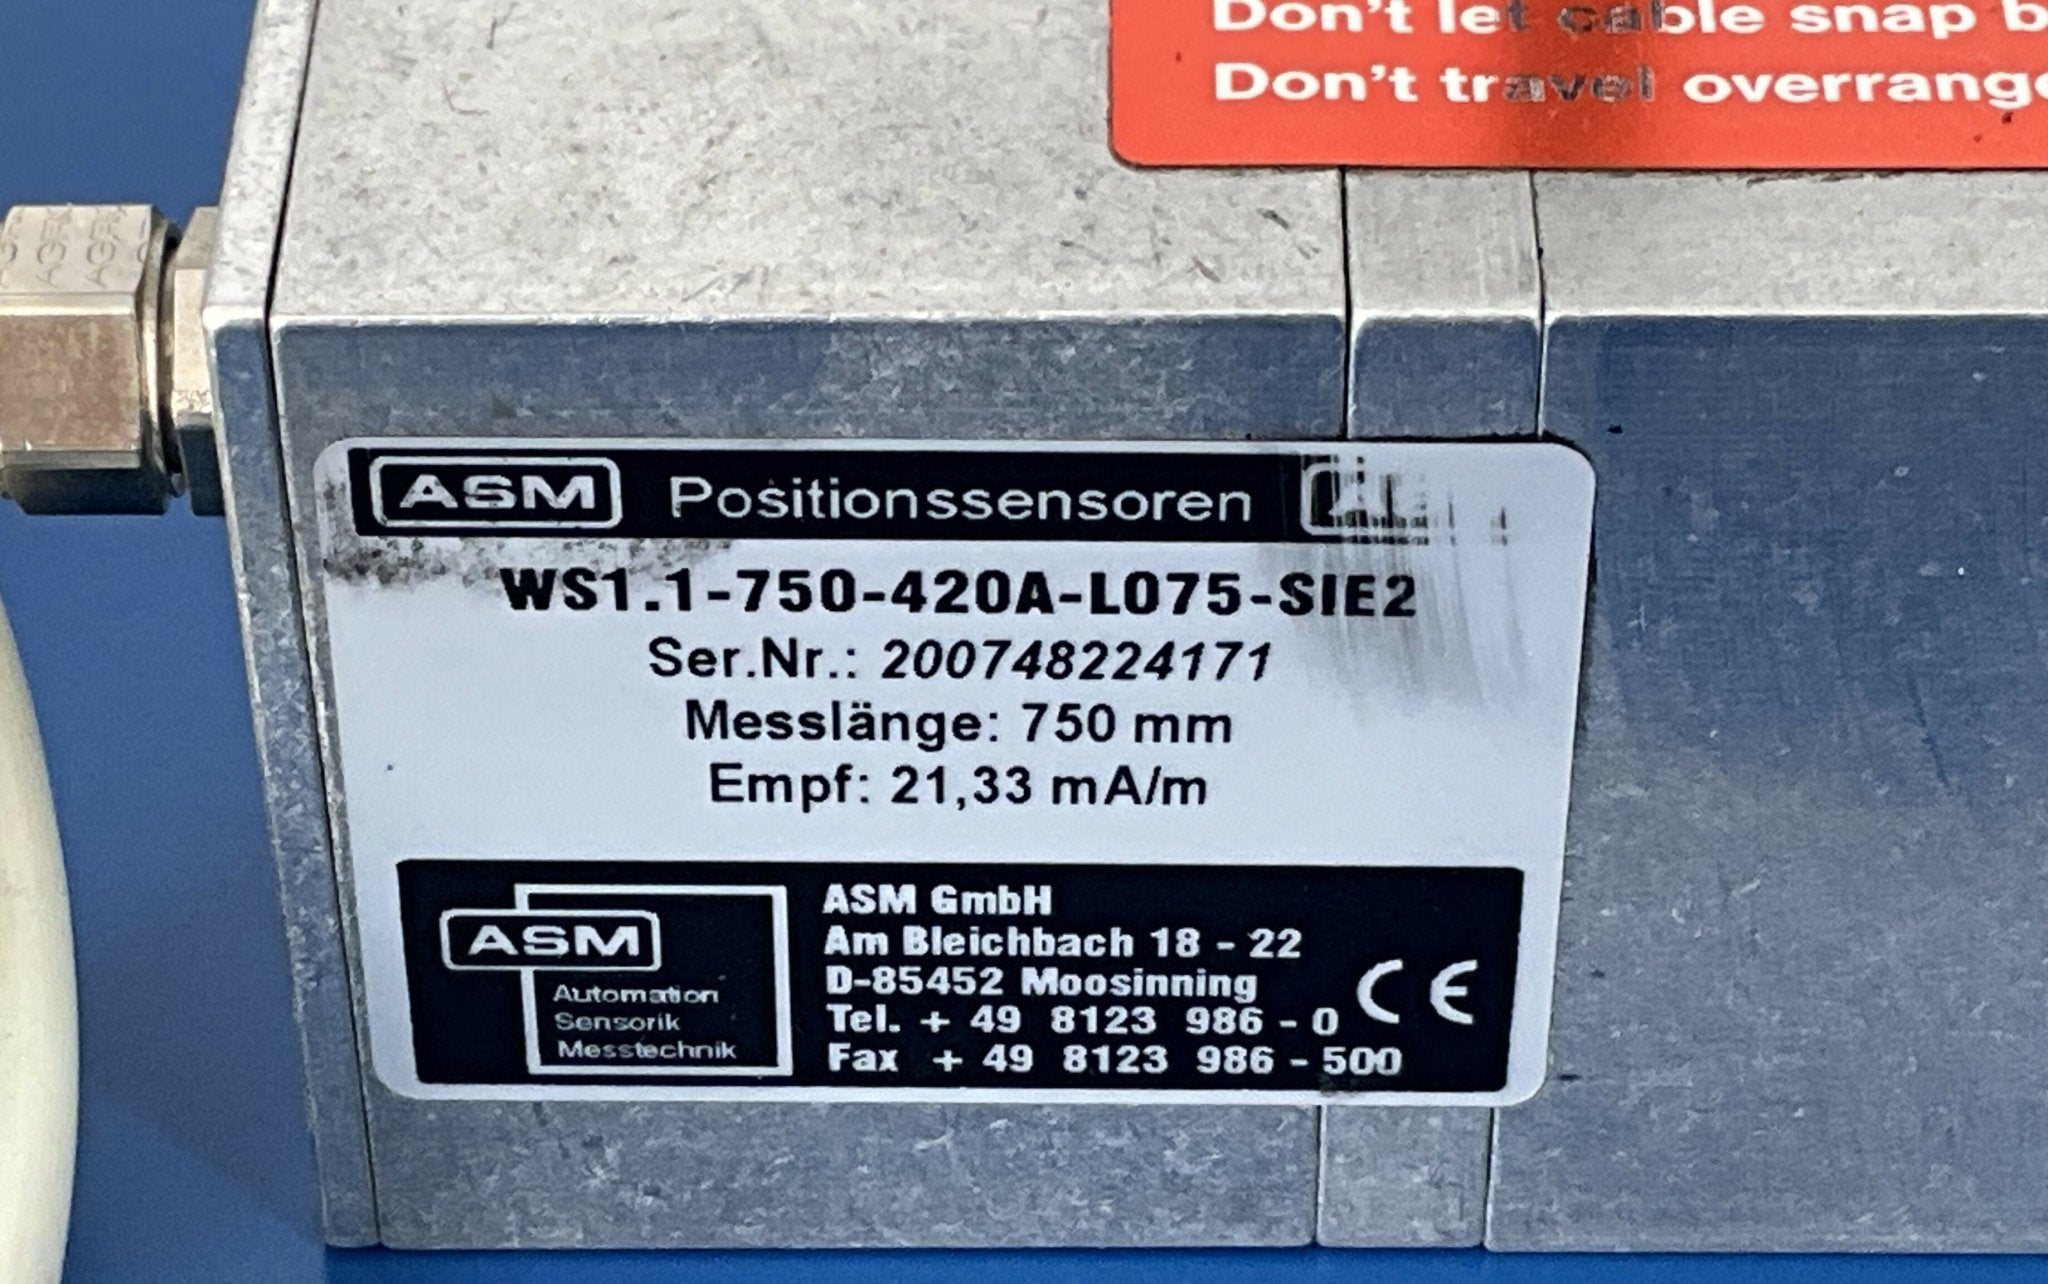 Don't let cable snap
Don't travel overrange
AGRO
AGRO
ASM Positionssensoren
WS1.1-750-420A-L075-SIE2
Ser.Nr.: 200748224171
Messlänge: 750 mm
Empf: 21,33 mA/m
ASM
Automation
Sensorik
Messtechnik
ASM GmbH
Am Bleichbach 18 - 22
D-85452 Moosinning
Tel. + 49 8123 986 - 0
Fax + 49 8123 986 - 500
CE